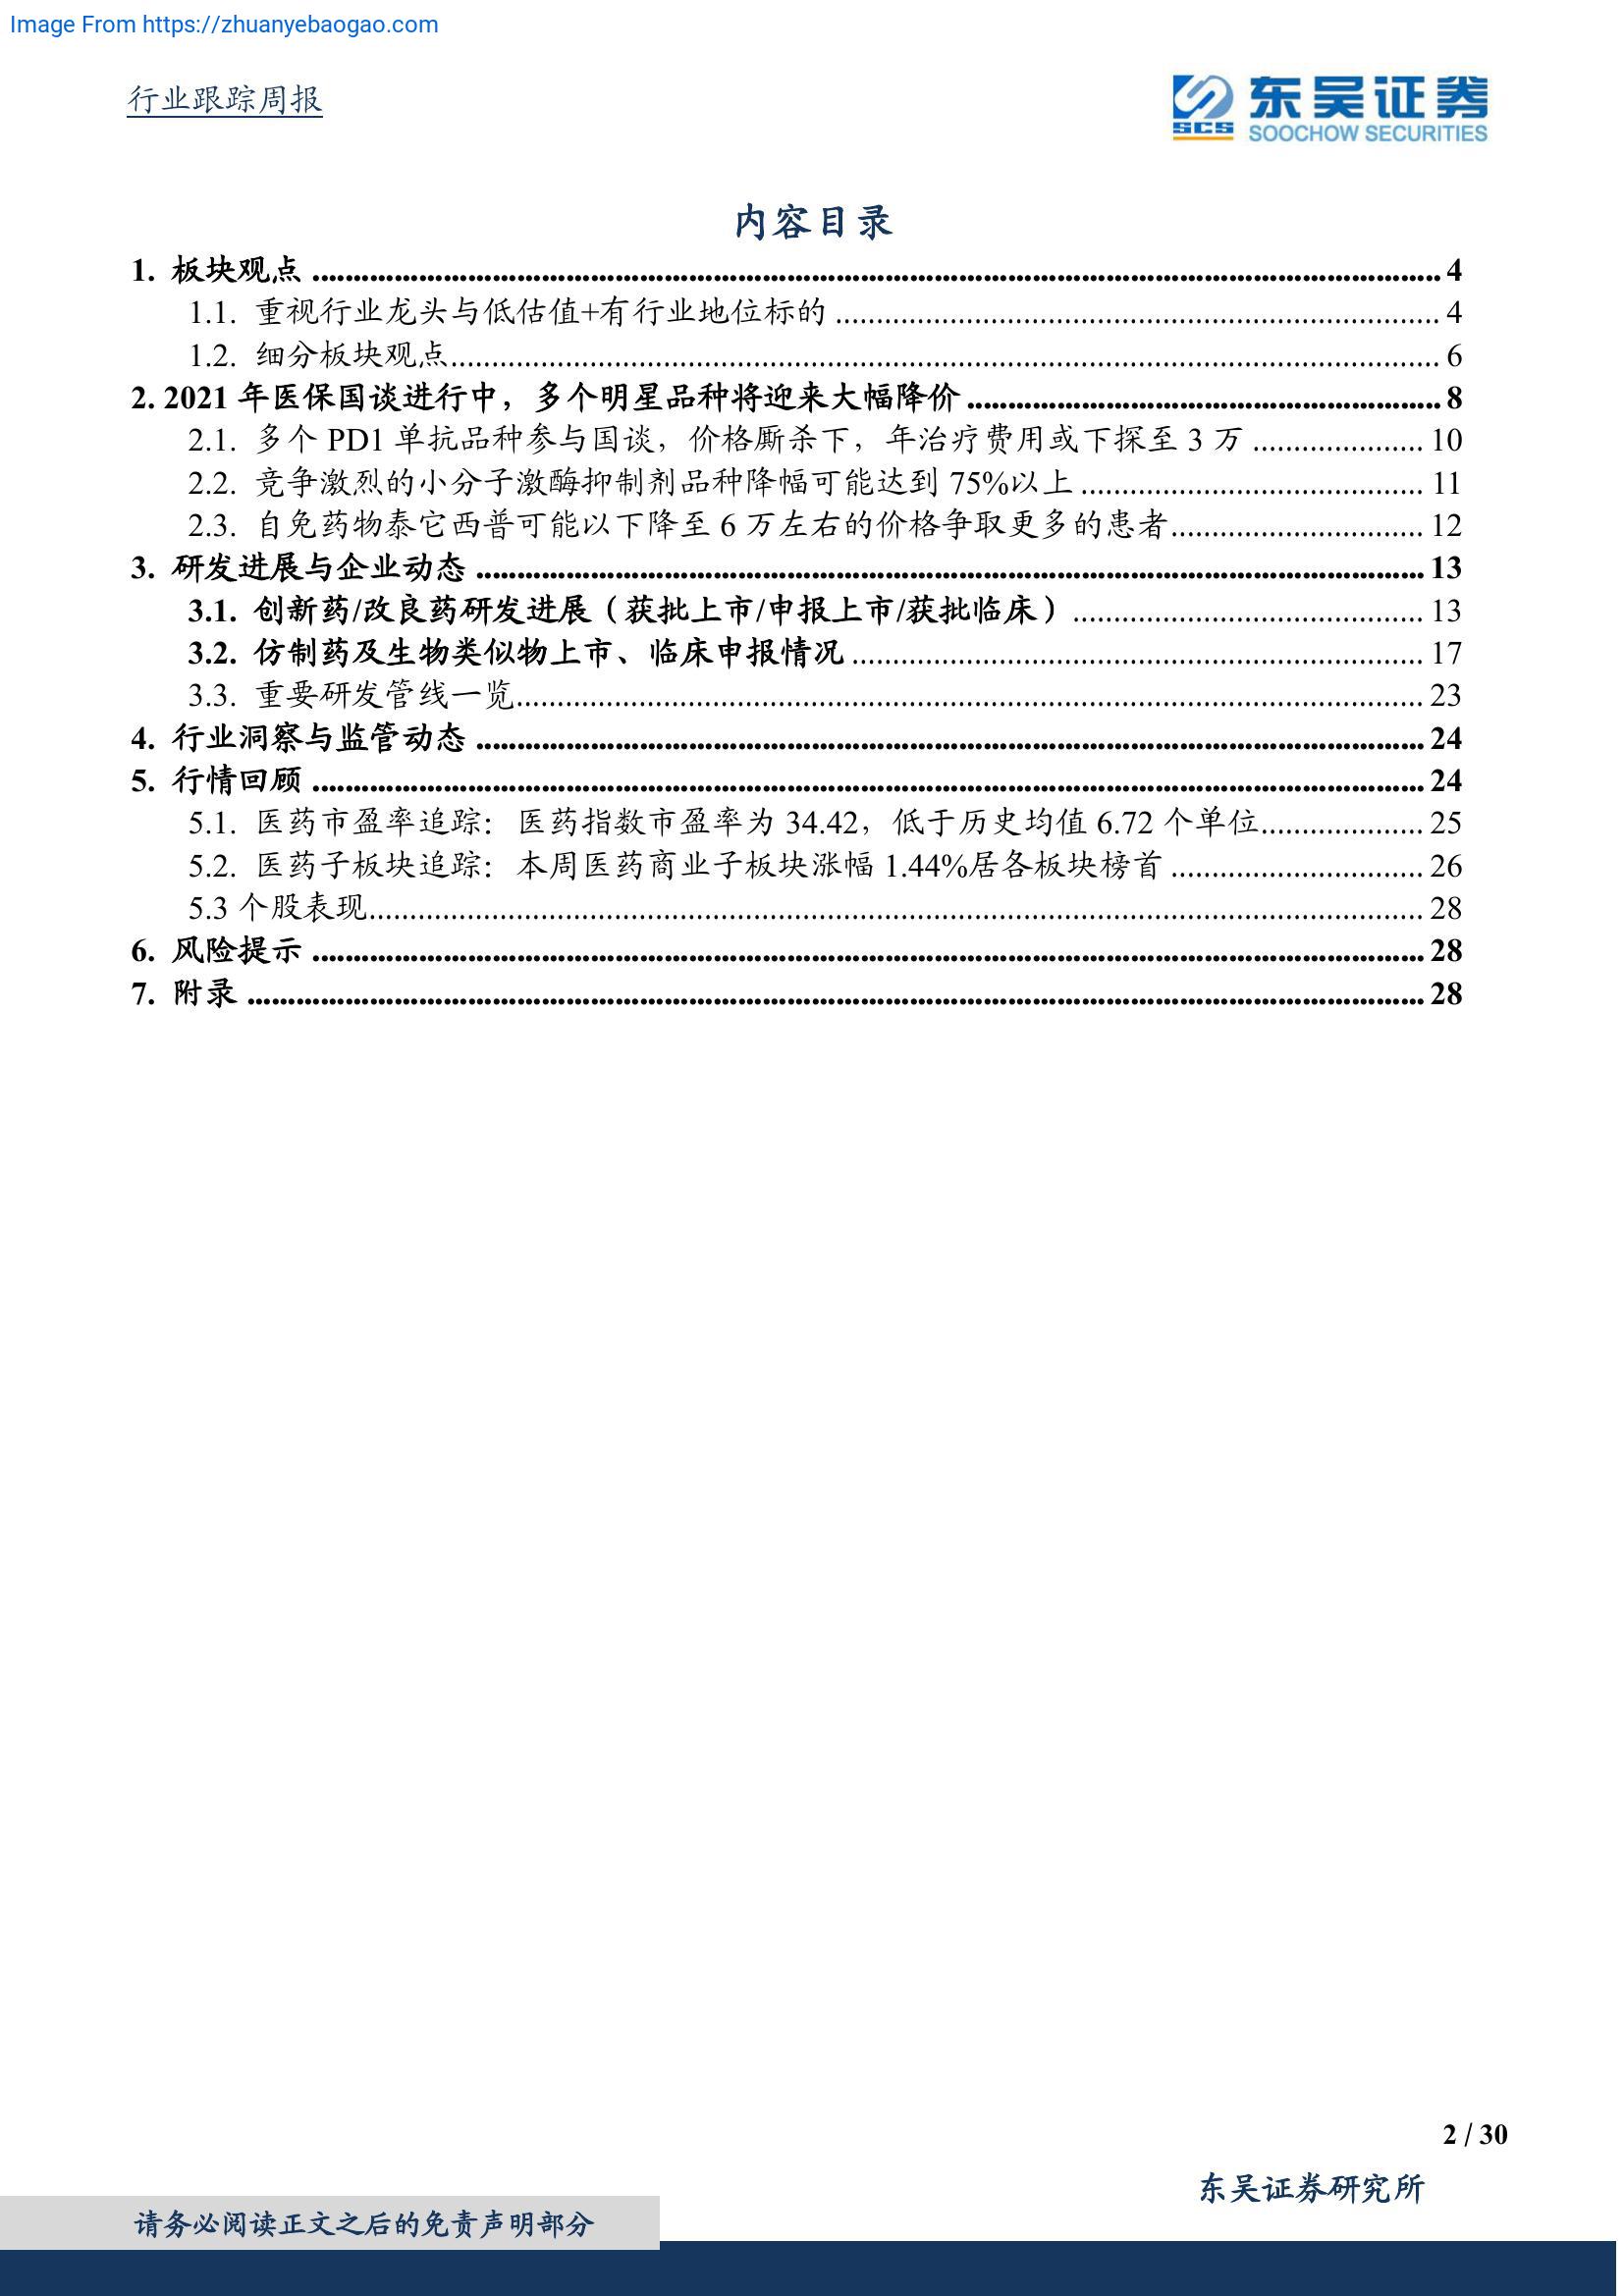 Image From https://zhuanyebaogao.com
行业跟踪周报
SCS 东吴证券
SOOCHOW SECURITIES
内容目录
1. 板块观点 4
1.1. 重视行业龙头与低估值+有行业地位标的 4
1.2. 细分板块观点 6
2. 2021 年医保国谈进行中，多个明星品种将迎来大幅降价 8
2.1. 多个 PD1 单抗品种参与国谈，价格厮杀下，年治疗费用或下探至 3 万 10
2.2. 竞争激烈的小分子激酶抑制剂品种降幅可能达到 75%以上 11
2.3. 自免药物泰它西普可能以下降至 6 万左右的价格争取更多的患者 12
3. 研发进展与企业动态 13
3.1. 创新药/改良药研发进展（获批上市/申报上市/获批临床） 13
3.2. 仿制药及生物类似物上市、临床申报情况 17
3.3. 重要研发管线一览 23
4. 行业洞察与监管动态 24
5. 行情回顾 24
5.1. 医药市盈率追踪：医药指数市盈率为 34.42，低于历史均值 6.72 个单位 25
5.2. 医药子板块追踪：本周医药商业子板块涨幅 1.44%居各板块榜首 26
5.3 个股表现 28
6. 风险提示 28
7. 附录 28
2 / 30
东吴证券研究所
请务必阅读正文之后的免责声明部分